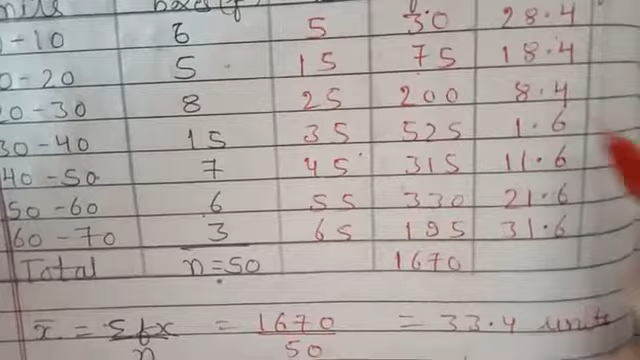 0-10 6 5 30 28.4
0-20 5 15 75 18.4
20-30 8 25 200 8.4
30-40 15 35 525 1.6
40-50 7 45 315 11.6
50-60 6 55 330 21.6
60-70 3 65 195 31.6
Total n=50 1670
x̄ = Σfx/n = 1670/50 = 33.4 units